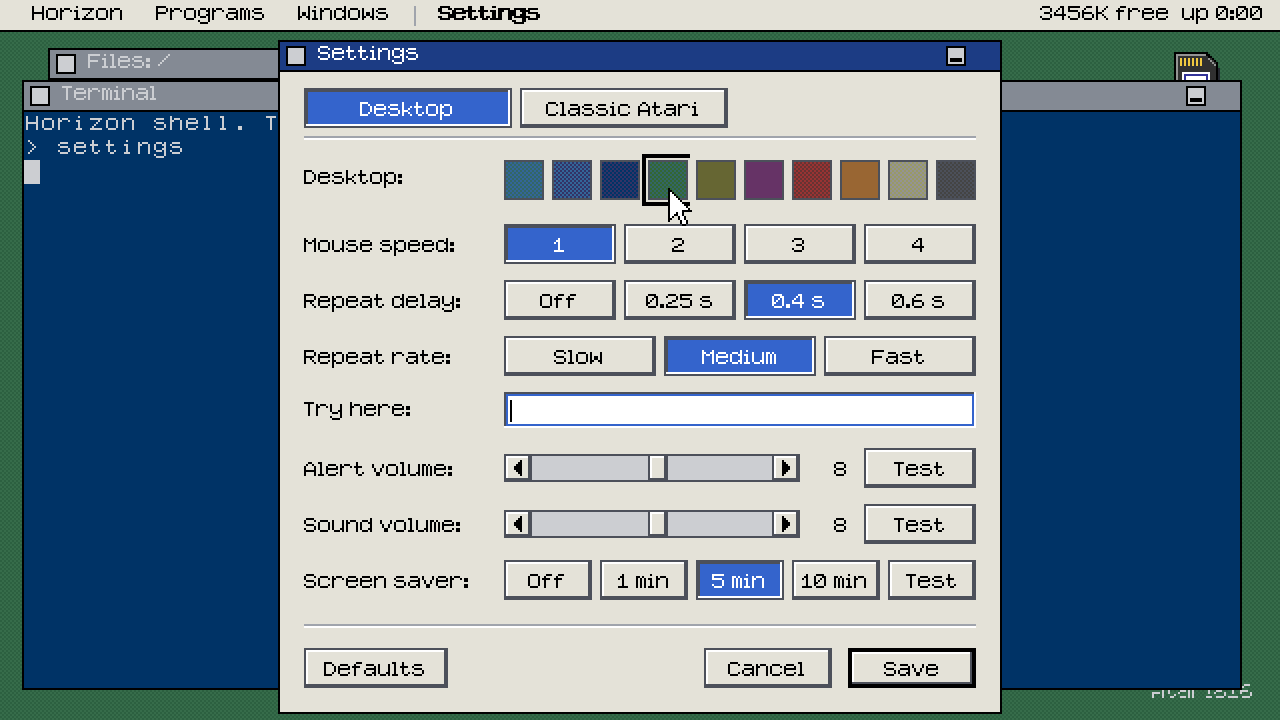 Horizon Programs Windows | Settings 3456K free up 0:00
Files: /
Settings
Terminal
Horizon shell. T
> settings
Desktop Classic Atari
Desktop:
Mouse speed: 1 2 3 4
Repeat delay: Off 0.25 s 0.4 s 0.6 s
Repeat rate: Slow Medium Fast
Try here:
Alert volume: 8 Test
Sound volume: 8 Test
Screen saver: Off 1 min 5 min 10 min Test
Defaults Cancel Save